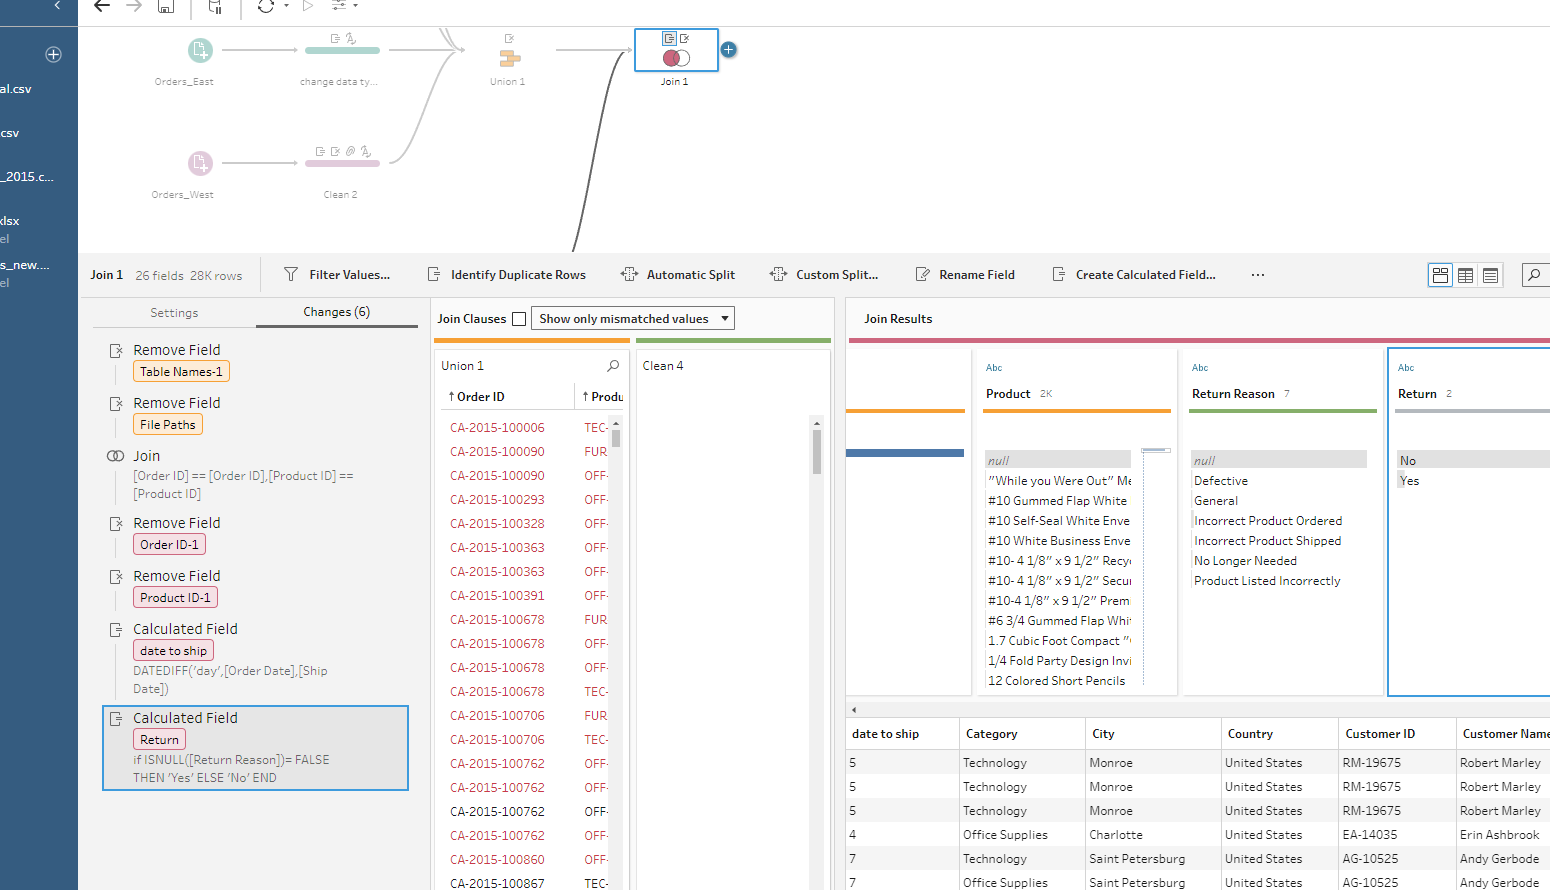 al.csv
csv
_2015.c...
xlsx
el
s_new....
el
Orders_East
change data ty...
Union 1
Join 1
Orders_West
Clean 2
Join 1 26 fields 28K rows
Filter Values...
Identify Duplicate Rows
Automatic Split
Custom Split...
Rename Field
Create Calculated Field...
Settings
Changes (6)
Remove Field
Table Names-1
Remove Field
File Paths
Join
[Order ID] == [Order ID],[Product ID] ==
[Product ID]
Remove Field
Order ID-1
Remove Field
Product ID-1
Calculated Field
date to ship
DATEDIFF('day',[Order Date],[Ship
Date])
Calculated Field
Return
if ISNULL([Return Reason])= FALSE
THEN 'Yes' ELSE 'No' END
Join Clauses
Show only mismatched values
Union 1
Clean 4
Order ID Produ
CA-2015-100006 TEC-
CA-2015-100090 FUR
CA-2015-100090 OFF-
CA-2015-100293 OFF-
CA-2015-100328 OFF-
CA-2015-100363 OFF-
CA-2015-100363 OFF-
CA-2015-100391 OFF-
CA-2015-100678 FUR
CA-2015-100678 OFF-
CA-2015-100678 OFF-
CA-2015-100678 TEC-
CA-2015-100706 FUR
CA-2015-100706 TEC-
CA-2015-100762 OFF-
CA-2015-100762 OFF-
CA-2015-100762 OFF-
CA-2015-100762 OFF-
CA-2015-100860 OFF-
CA-2015-100867 TEC-
Join Results
Abc
Product 2K
null
"While you Were Out" Me
#10 Gummed Flap White
#10 Self-Seal White Enve
#10 White Business Enve
#10- 4 1/8" x 9 1/2" Recy
#10- 4 1/8" x 9 1/2" Secu
#10-4 1/8" x 9 1/2" Prem
#6 3/4 Gummed Flap Whi
1.7 Cubic Foot Compact "
1/4 Fold Party Design Invi
12 Colored Short Pencils
Abc
Return Reason 7
null
Defective
General
Incorrect Product Ordered
Incorrect Product Shipped
No Longer Needed
Product Listed Incorrectly
Abc
Return 2
No
Yes
date to ship Category City Country Customer ID Customer Name
5 Technology Monroe United States RM-19675 Robert Marley
5 Technology Monroe United States RM-19675 Robert Marley
5 Technology Monroe United States RM-19675 Robert Marley
4 Office Supplies Charlotte United States EA-14035 Erin Ashbrook
7 Technology Saint Petersburg United States AG-10525 Andy Gerbode
7 Office Supplies Saint Petersburg United States AG-10525 Andy Gerbode